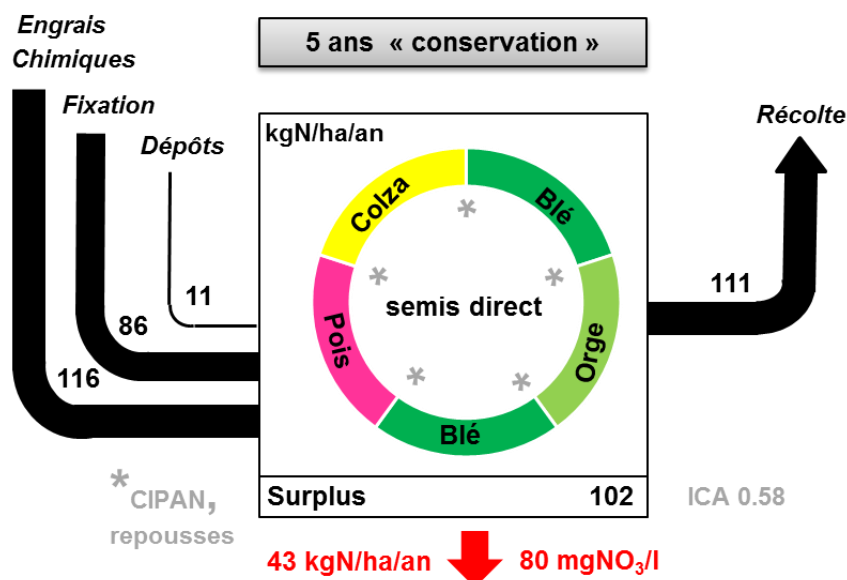 Engrais
Chimiques
5 ans « conservation »
Fixation
Dépôts
Récolte
kgN/ha/an
Colza
Blé
Pois
Orge
Blé
*
*
*
*
*
semis direct
11
86
116
111
Surplus 102
ICA 0.58
*CIPAN,
repousses
43 kgN/ha/an
80 mgNO₃/l